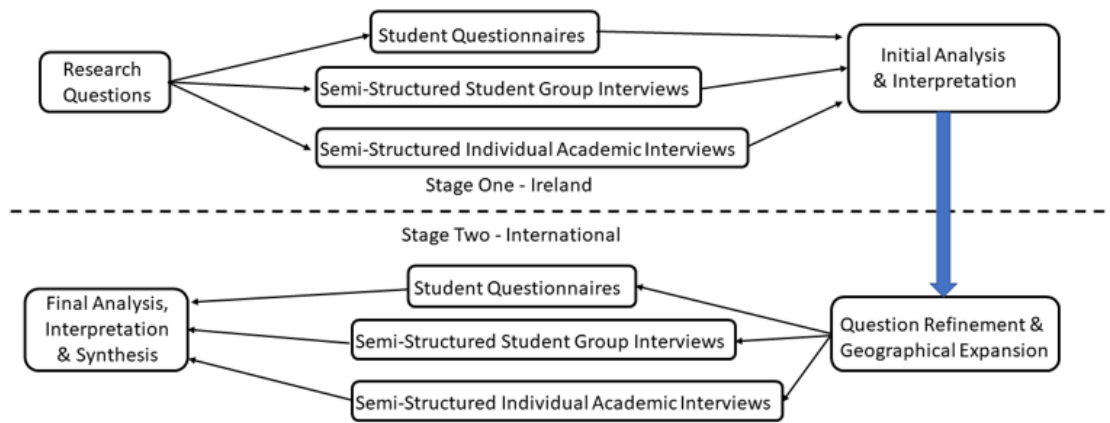 Student Questionnaires
Research
Questions
Semi-Structured Student Group Interviews
Initial Analysis
& Interpretation
Semi-Structured Individual Academic Interviews
Stage One - Ireland
Stage Two - International
Student Questionnaires
Final Analysis,
Interpretation
& Synthesis
Semi-Structured Student Group Interviews
Question Refinement &
Geographical Expansion
Semi-Structured Individual Academic Interviews